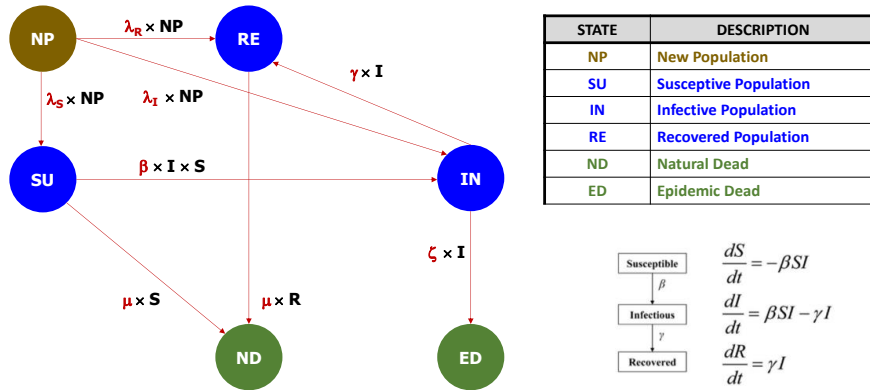 NP
λR × NP
RE
γ × I
λS × NP
λI × NP
SU
β × I × S
IN
ζ × I
μ × S
μ × R
ND
ED
STATE DESCRIPTION
NP New Population
SU Susceptive Population
IN Infective Population
RE Recovered Population
ND Natural Dead
ED Epidemic Dead
Susceptible
β
Infectious
γ
Recovered
dS/dt = -βSI
dI/dt = βSI - γI
dR/dt = γI